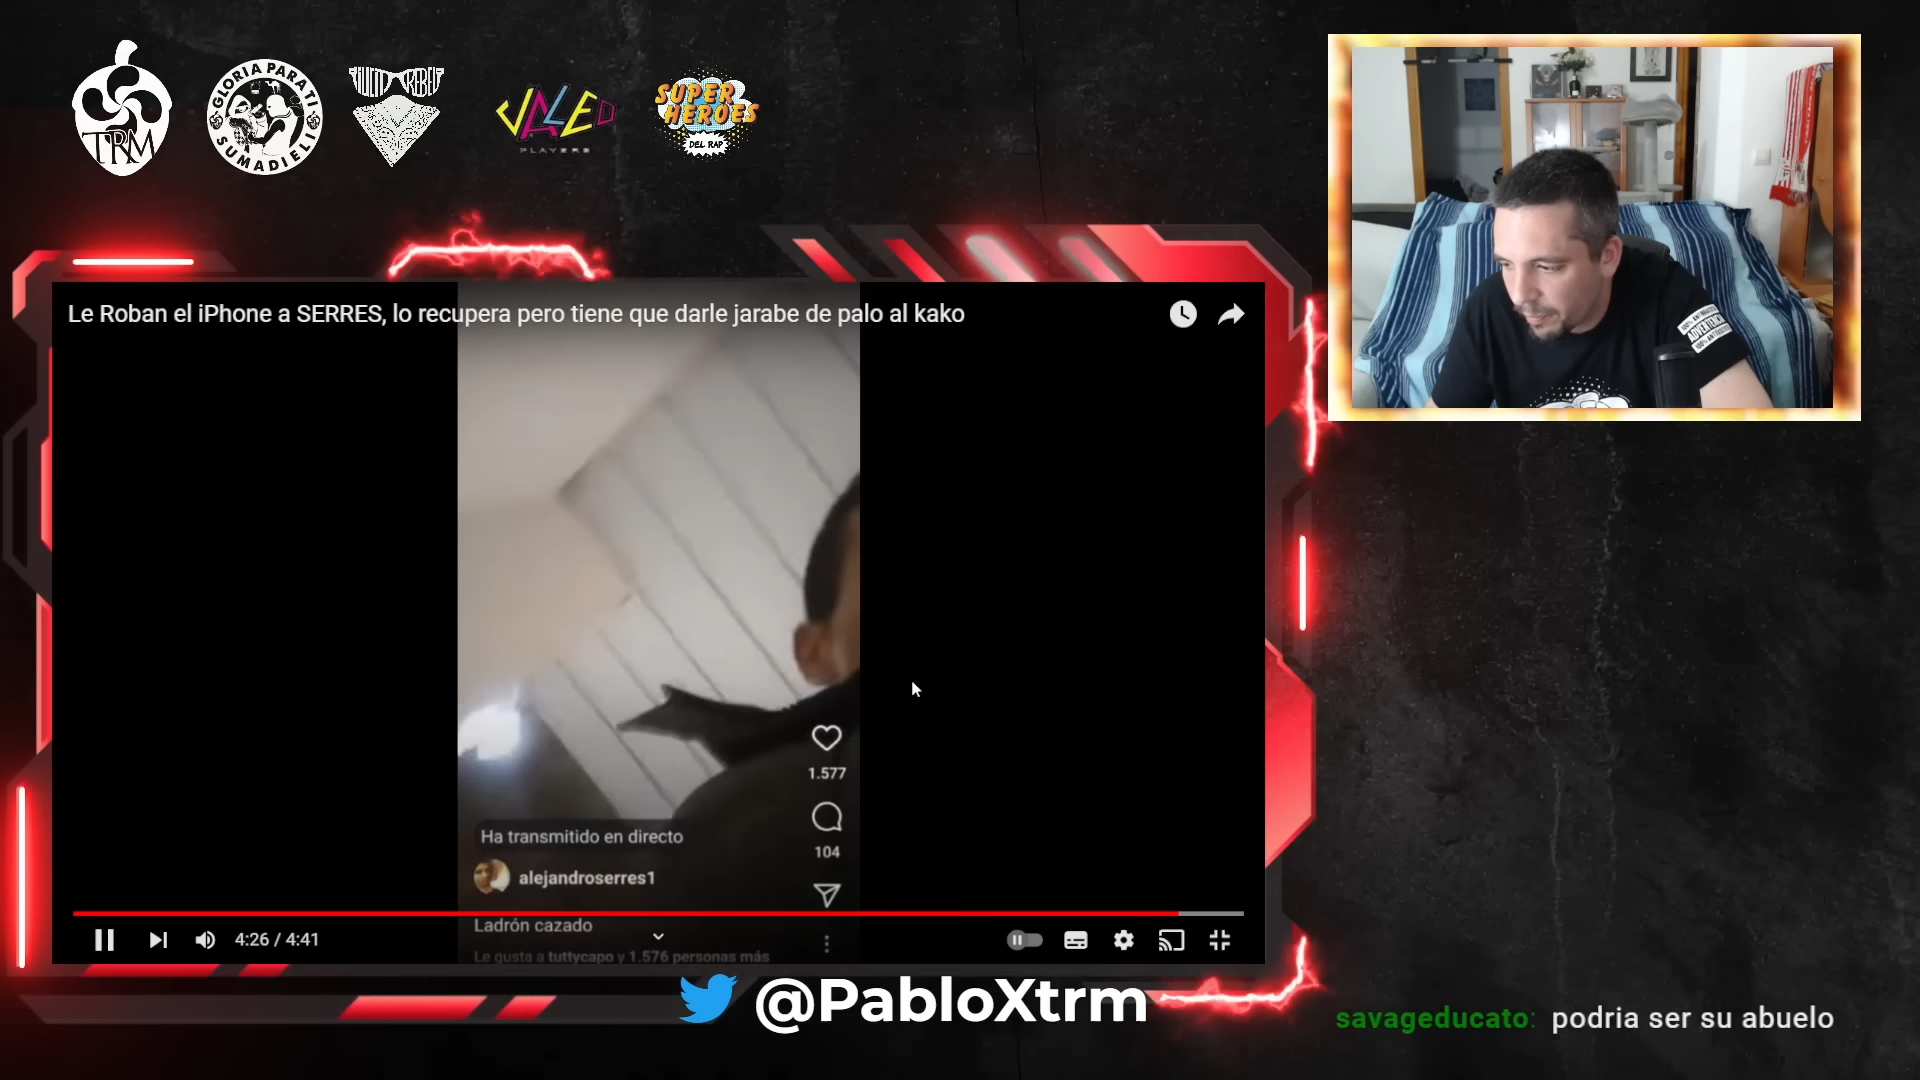 TRM
GLORIA PARA TI
SUMADIELI
REBEL
JALEO
PLAYERS
SUPER
HEROES
DEL RAP
Le Roban el iPhone a SERRES, lo recupera pero tiene que darle jarabe de palo al kako
1.577
104
Ha transmitido en directo
alejandroserres1
Ladrón cazado
Le gusta a tuttycapo y 1.576 personas más
4:26 / 4:41
@PabloXtrm
savageducato: podria ser su abuelo